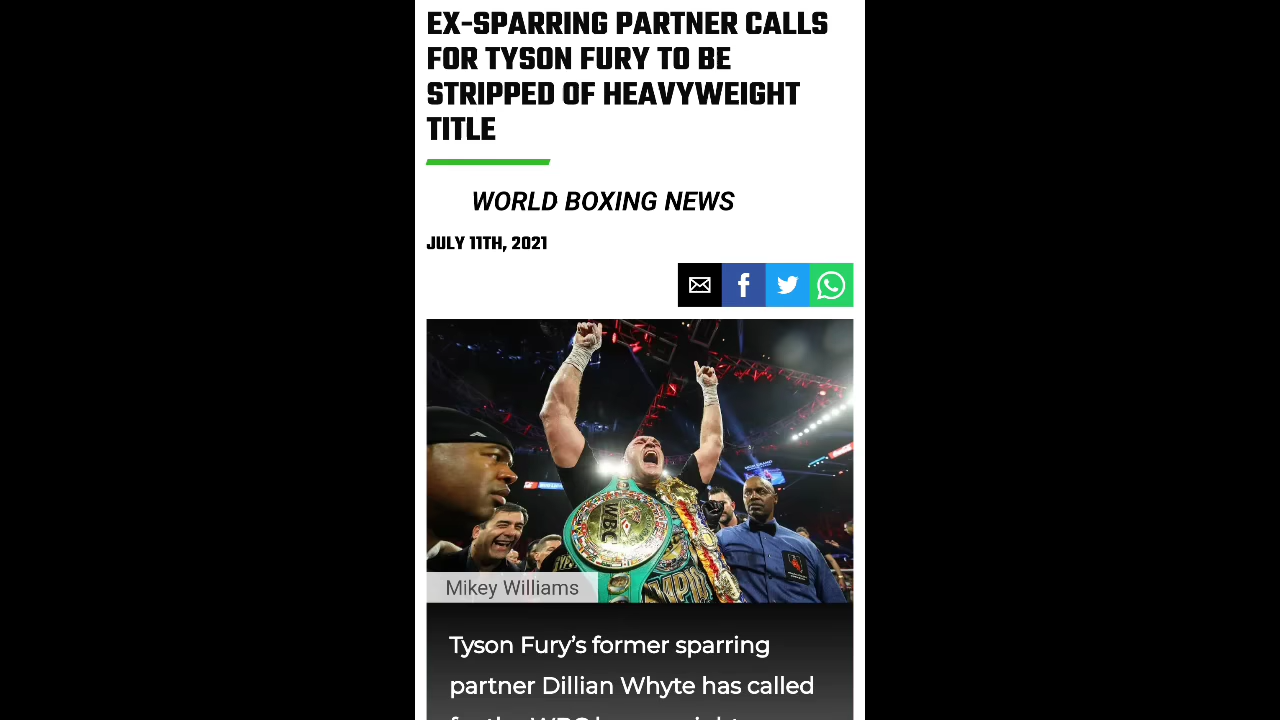 EX-SPARRING PARTNER CALLS
FOR TYSON FURY TO BE
STRIPPED OF HEAVYWEIGHT
TITLE
WORLD BOXING NEWS
JULY 11TH, 2021
WBC
Mikey Williams
Tyson Fury’s former sparring
partner Dillian Whyte has called